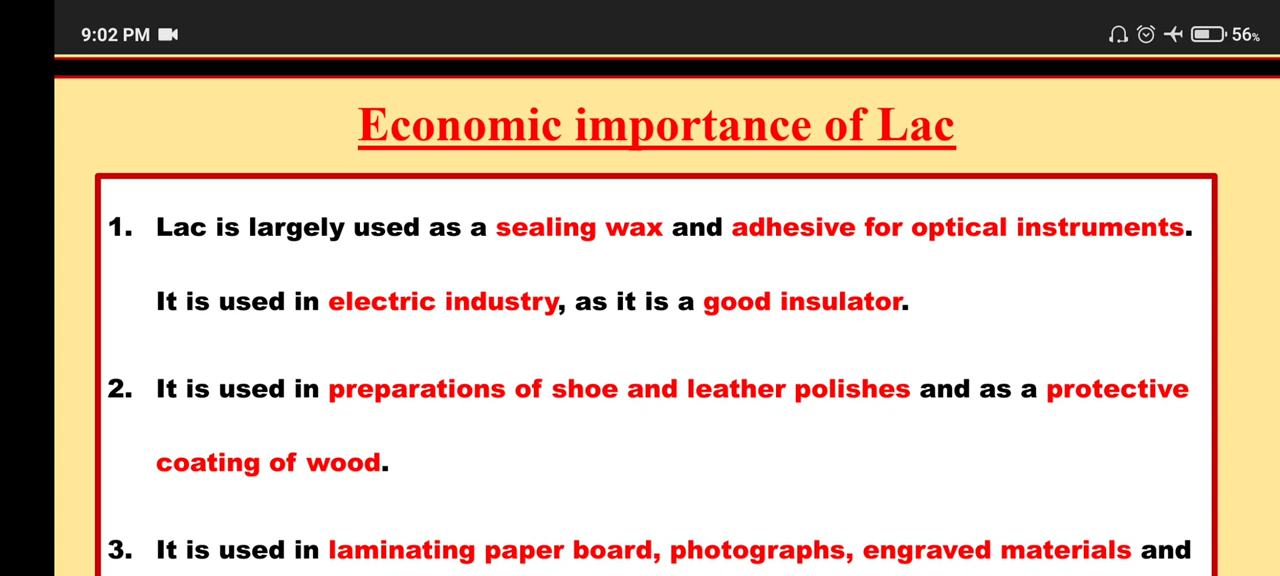 9:02 PM
56%
Economic importance of Lac
1. Lac is largely used as a sealing wax and adhesive for optical instruments.
It is used in electric industry, as it is a good insulator.
2. It is used in preparations of shoe and leather polishes and as a protective
coating of wood.
3. It is used in laminating paper board, photographs, engraved materials and